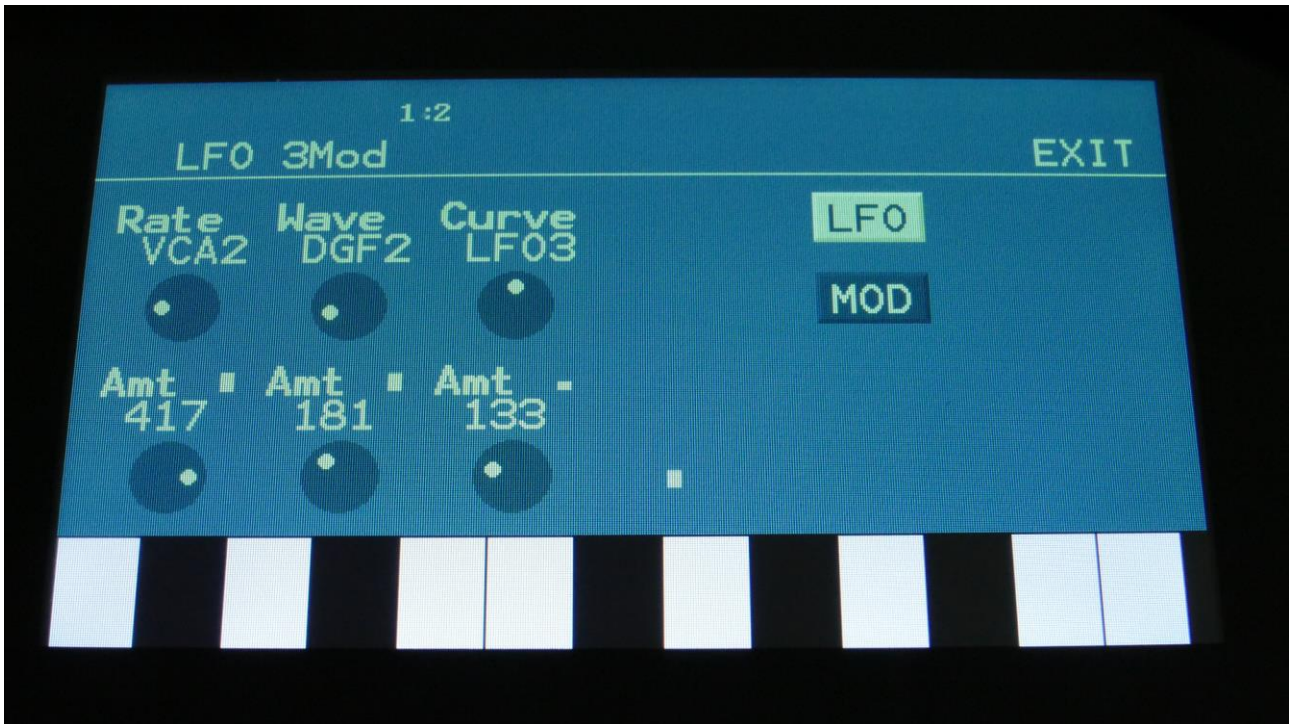 1:2
LFO 3Mod EXIT
Rate Wave Curve LFO
VCA2 DGF2 LFO3
MOD
Amt Amt Amt -
417 181 133